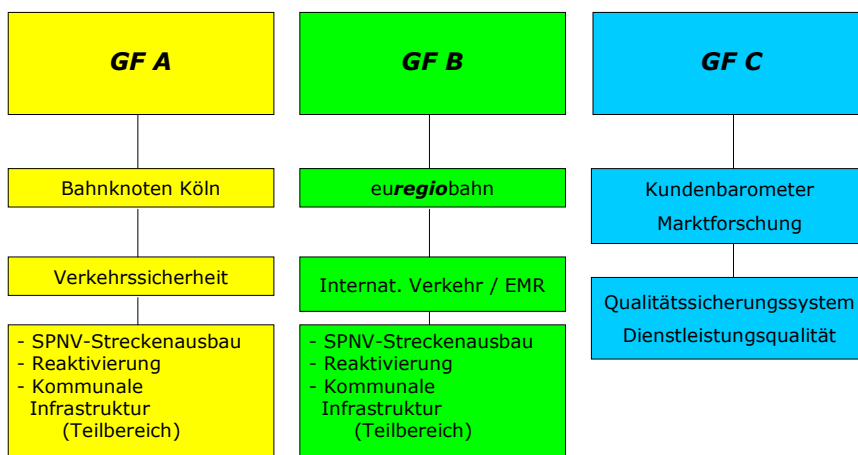 GF A
Bahnknoten Köln
Verkehrssicherheit
- SPNV-Streckenausbau
- Reaktivierung
- Kommunale
Infrastruktur
(Teilbereich)
GF B
euregiobahn
Internat. Verkehr / EMR
- SPNV-Streckenausbau
- Reaktivierung
- Kommunale
Infrastruktur
(Teilbereich)
GF C
Kundenbarometer
Marktforschung
Qualitätssicherungssystem
Dienstleistungsqualität